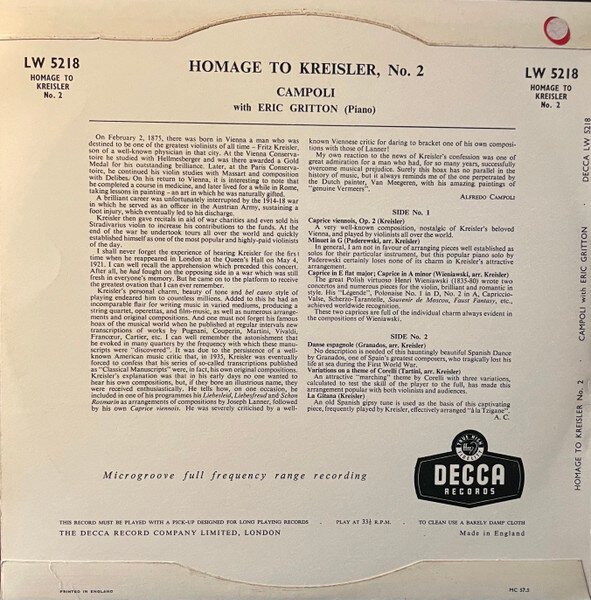 LW 5218
HOMAGE TO
KREISLER
No. 2
HOMAGE TO KREISLER, No. 2
CAMPOLI
with ERIC GRITTON (Piano)
LW 5218
HOMAGE TO
KREISLER
No. 2
On February 2, 1875, there was born in Vienna a man who was
destined to be one of the greatest violinists of all time – Fritz Kreisler,
son of a well-known physician in that city. At the Vienna Conserva-
toire he studied with Hellmesberger and was there awarded a Gold
Medal for his outstanding brilliance. Later, at the Paris Conserva-
toire, he continued his violin studies with Massart and composition
with Delibes. On his return to Vienna, it is interesting to note that
he completed a course in medicine, and later lived for a while in Rome,
taking lessons in painting – an art in which he was naturally gifted.
A brilliant career was unfortunately interrupted by the 1914-18 war
in which he served as an officer in the Austrian Army, sustaining a
foot injury, which eventually led to his discharge.
Kreisler then gave recitals in aid of war charities and even sold his
Stradivarius violin to increase his contributions to the funds. At the
end of the war he undertook tours all over the world and quickly
established himself as one of the most popular and highly-paid violinists
of the day.
I shall never forget the experience of hearing Kreisler for the first
time when he reappeared in London at the Queen's Hall on May 4,
1921. I can well recall the apprehension which preceded this concert.
After all, he had fought on the opposing side in a war which was still
fresh in everyone's memory. But he came on to the platform to receive
the greatest ovation that I can ever remember.
Kreisler's personal charm, beauty of tone and bel canto style of
playing endeared him to countless millions. Added to this he had an
incomparable flair for writing music in varied mediums, producing a
string quartet, operettas, and film-music, as well as numerous arrange-
ments and original compositions. And one must not forget his famous
hoax of the musical world when he published at regular intervals new
transcriptions of works by Pugnani, Couperin, Martini, Vivaldi,
Francœur, Cartier, etc. I can well remember the astonishment that
he evoked in many quarters by the frequency with which these manu-
scripts were "discovered". It was due to the persistence of a well-
known American music critic that, in 1935, Kreisler was eventually
forced to confess that his series of compositions, which he published
as "Classical Manuscripts" were, in fact, his own original compositions.
Kreisler's explanation was that in his early days no one wanted to
hear his own compositions, but, if they bore an illustrious name, they
were received enthusiastically. He tells how, on one occasion, he
included in one of his programmes his Liebesleid, Liebesfreud and Schon
Rosmarin as arrangements of compositions by Joseph Lanner, followed
by his own Caprice viennois. He was severely criticised by a well-
known Viennese critic for daring to bracket one of his own composi-
tions with those of Lanner!
My own reaction to the news of Kreisler's confession was one of
great admiration for a man who had, for so many years, successfully
overcome musical prejudice. Surely this hoax has no parallel in the
history of music, but it always reminds me of the one perpetrated by
the Dutch painter, Van Meegeren, with his amazing paintings of
"genuine Vermeers".
ALFREDO CAMPOLI
SIDE No. 1
Caprice viennois, Op. 2 (Kreisler)
A very well-known composition, nostalgic of Kreisler's beloved
Vienna, and played by violinists all over the world.
Minuet in G (Paderewski, arr. Kreisler)
In general, I am not in favour of arranging pieces well established as
solos for their particular instrument, but this popular piano solo by
Paderewski certainly loses none of its charm in Kreisler's attractive
arrangement.
Caprice in E flat major; Caprice in A minor (Wieniawski, arr. Kreisler)
The great Polish virtuoso Henri Wieniawski (1835-80) wrote two
concertos and numerous pieces for the violin, brilliant and romantic in
style. His "Légende", Polonaise No. 1 in D, No. 2 in A, Capriccio-
Valse, Scherzo-Tarantelle, Souvenir de Moscou, Faust Fantasy, etc.,
achieved worldwide recognition.
These two caprices are full of the individual charm always evident in
the compositions of Wieniawski.
SIDE No. 2
Danse espagnole (Granados, arr. Kreisler)
No description is needed of this hauntingly beautiful Spanish Dance
by Granados, one of Spain's greatest composers, who tragically lost his
life at sea during the First World War.
Variations on a theme of Corelli (Tartini, arr. Kreisler)
An attractive "marching" theme by Corelli with three variations,
calculated to test the skill of the player to the full, has made this
arrangement popular with both violinists and audiences.
La Gitana (Kreisler)
An old Spanish gipsy tune is used as the basis of this captivating
piece, frequently played by Kreisler, effectively arranged "à la Tzigane".
A. C.
DECCA LW 5218
CAMPOLI with ERIC GRITTON
HOMAGE TO KREISLER No. 2
Microgroove full frequency range recording
DECCA
RECORDS
THIS RECORD MUST BE PLAYED WITH A PICK-UP DESIGNED FOR LONG PLAYING RECORDS . PLAY AT 33⅓ R.P.M. . TO CLEAN USE A BARELY DAMP CLOTH
THE DECCA RECORD COMPANY LIMITED, LONDON
Made in England
PRINTED IN ENGLAND